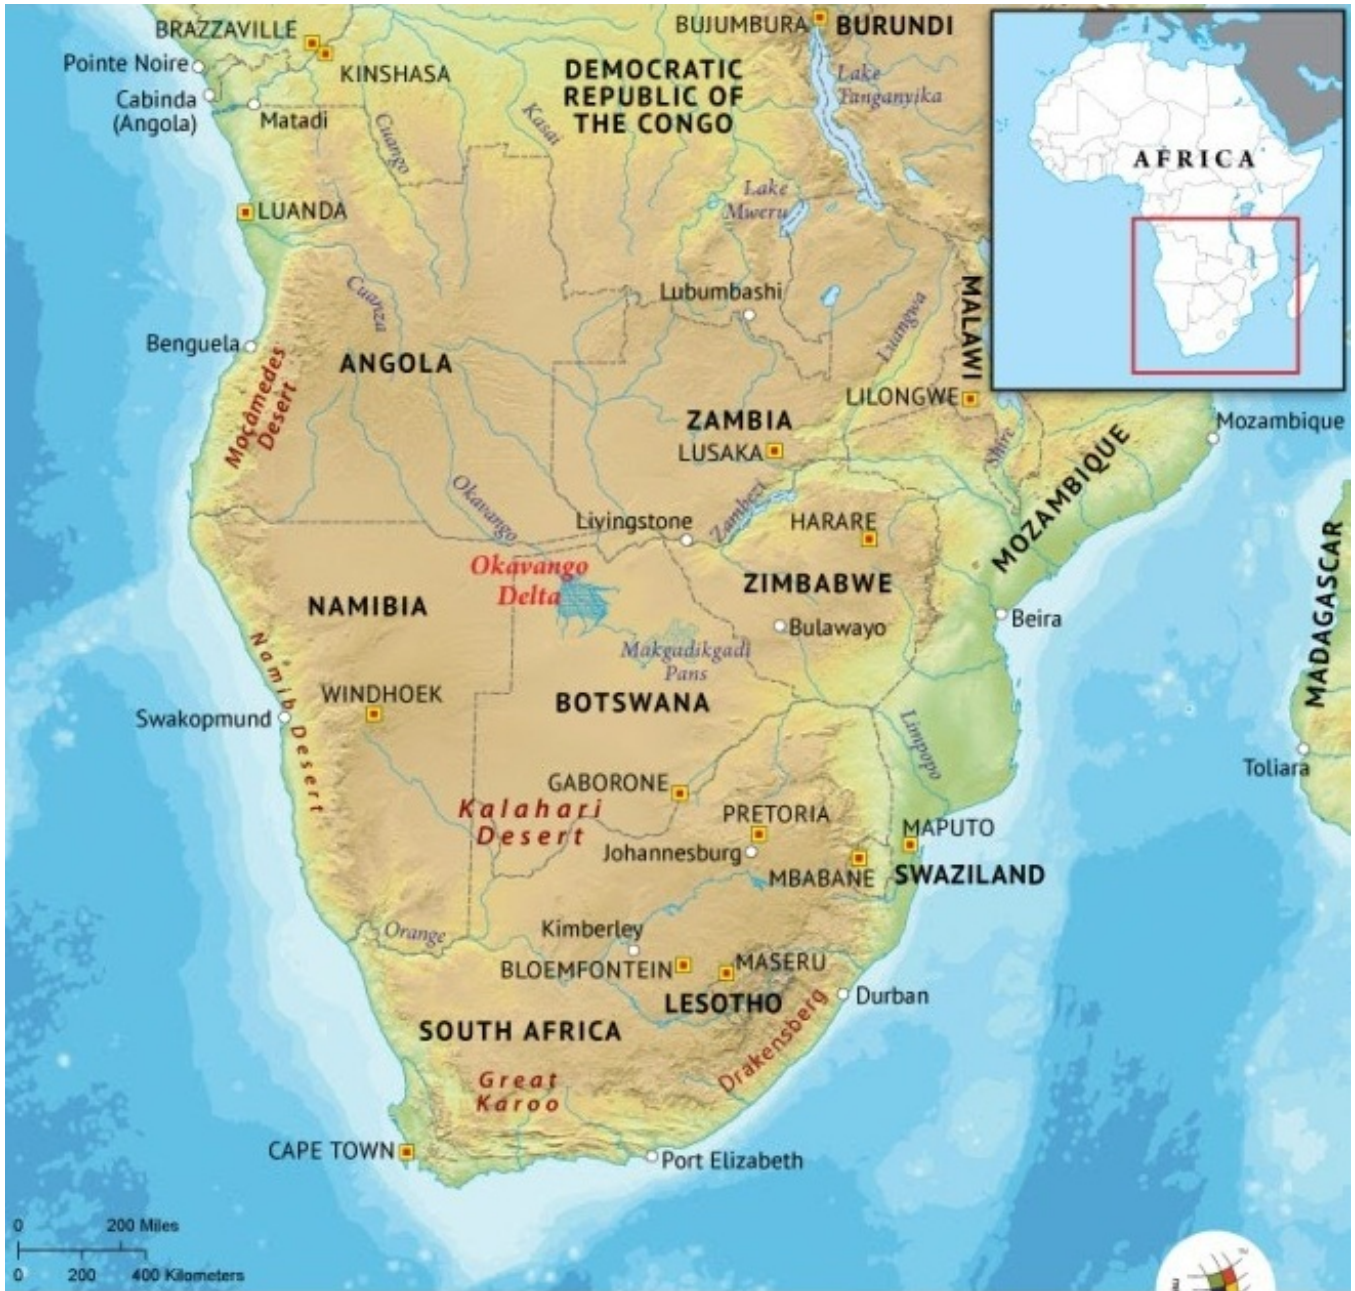 BRAZZAVILLE
Pointe Noire
KINSHASA
Cabinda
(Angola)
Matadi
Cuango
Kasai
DEMOCRATIC
REPUBLIC OF
THE CONGO
BUJUMBURA
BURUNDI
Lake
Tanganyika
AFRICA
Lake
Mweru
LUANDA
Cuanza
Lubumbashi
Luangwa
MALAWI
Benguela
ANGOLA
Moçâmedes
Desert
LILONGWE
ZAMBIA
LUSAKA
Shire
Mozambique
MOZAMBIQUE
Okavango
Livingstone
Zambezi
HARARE
Okavango
Delta
ZIMBABWE
NAMIBIA
Bulawayo
Beira
MADAGASCAR
Makgadikgadi
Pans
Namib Desert
WINDHOEK
BOTSWANA
Swakopmund
Limpopo
Toliara
GABORONE
Kalahari
Desert
PRETORIA
Johannesburg
MAPUTO
MBABANE
SWAZILAND
Orange
Kimberley
BLOEMFONTEIN
MASERU
LESOTHO
Durban
SOUTH AFRICA
Drakensberg
Great
Karoo
CAPE TOWN
Port Elizabeth
0 200 Miles
0 200 400 Kilometers